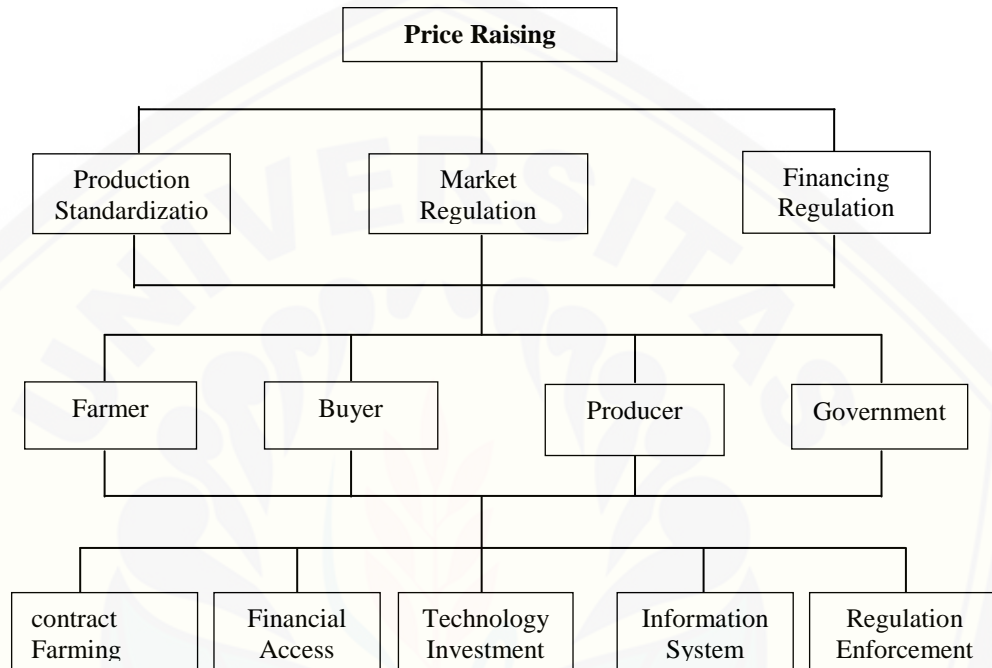 Price Raising
Production
Standardizatio
Market
Regulation
Financing
Regulation
Farmer
Buyer
Producer
Government
contract
Farming
Financial
Access
Technology
Investment
Information
System
Regulation
Enforcement
UNIVERSITAS